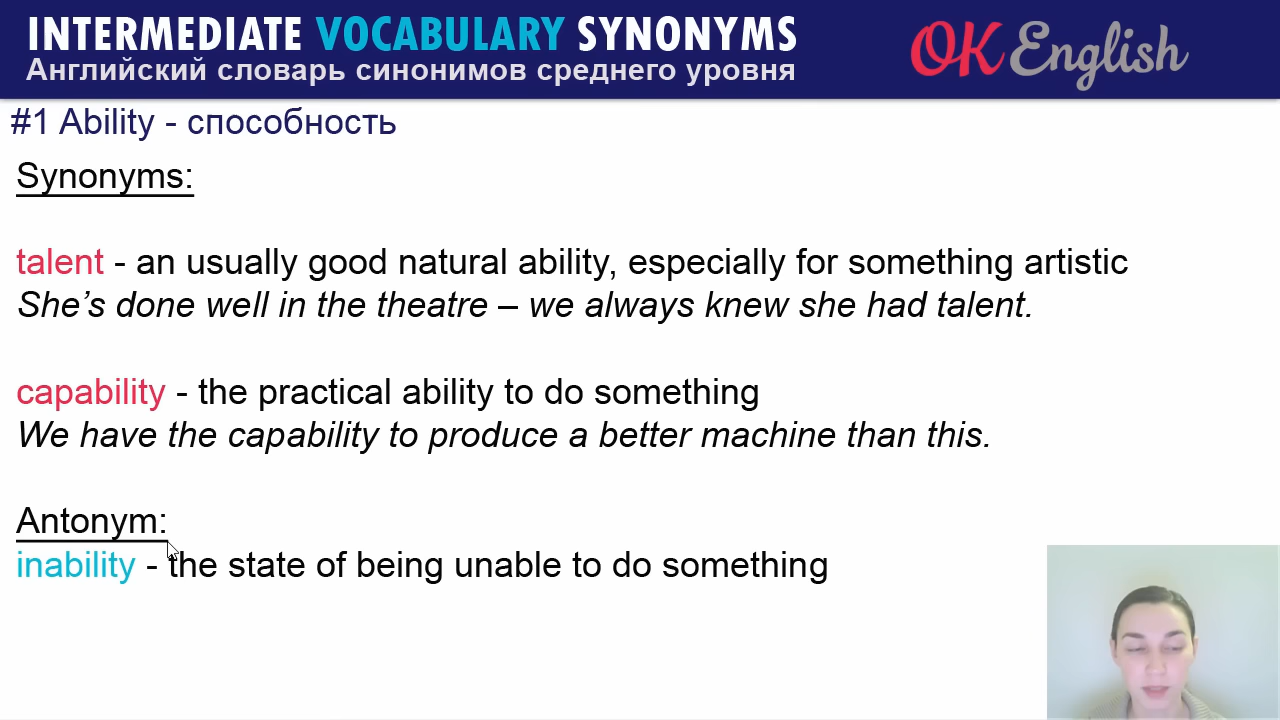 INTERMEDIATE VOCABULARY SYNONYMS
Английский словарь синонимов среднего уровня
OK English
#1 Ability - способность
Synonyms:
talent - an usually good natural ability, especially for something artistic
She’s done well in the theatre – we always knew she had talent.
capability - the practical ability to do something
We have the capability to produce a better machine than this.
Antonym:
inability - the state of being unable to do something